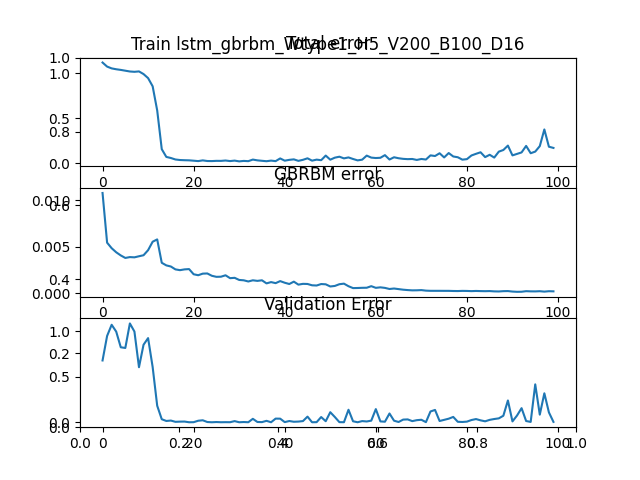 Train lstm_gbrbm_Wtype1_H5_V200_B100_D16
Total error
1.0
1.0
0.5
0.8
0.0
0 20 40 60 80 100
GBRBM error
0.010
0.6
0.005
0.4
0.000
0 20 40 60 80 100
Validation Error
1.0
0.2
0.5
0.0
0.0
0 20 40 60 80 100
0.0 0.2 0.4 0.6 0.8 1.0